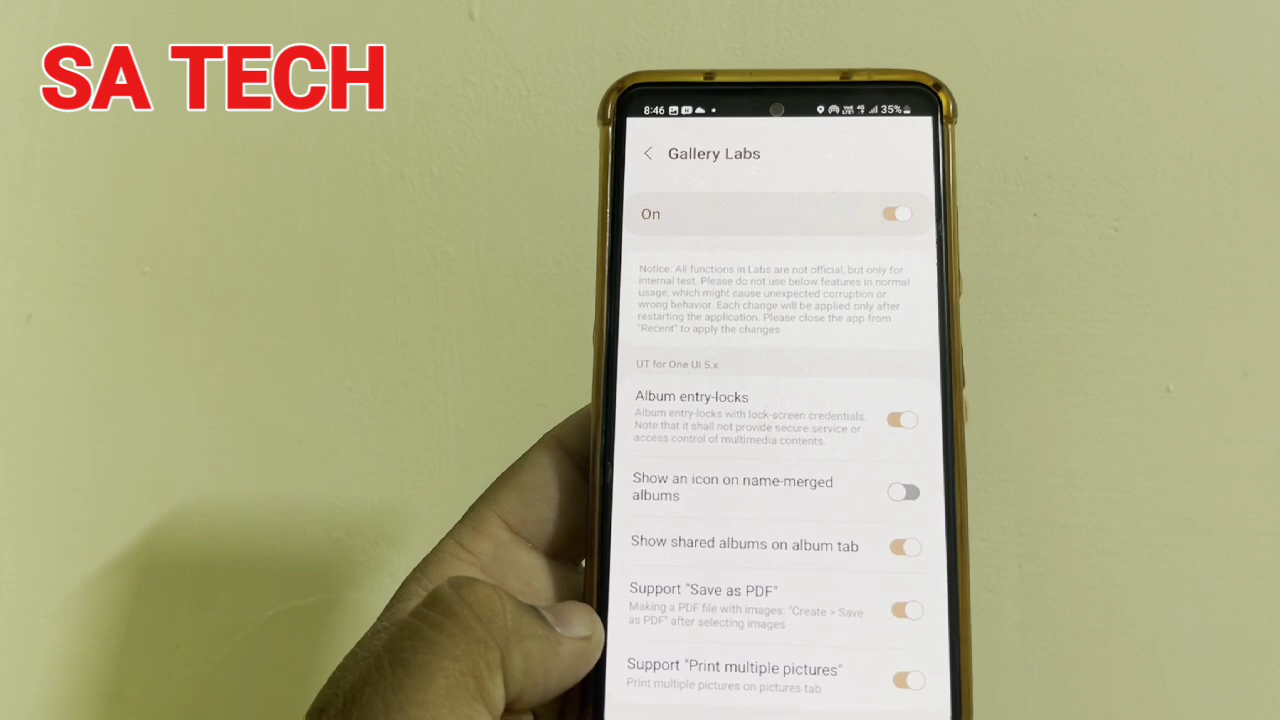 SA TECH
8:46
35%
Gallery Labs
On
Notice: All functions in Labs are not official, but only for
internal test. Please do not use below features in normal
usage, which might cause unexpected corruption or
wrong behavior. Each change will be applied only after
restarting the application. Please close the app from
"Recent" to apply the changes
UT for One UI 5.x
Album entry-locks
Album entry-locks with lock-screen credentials.
Note that it shall not provide secure service or
access control of multimedia contents.
Show an icon on name-merged
albums
Show shared albums on album tab
Support "Save as PDF"
Making a PDF file with images: "Create > Save
as PDF" after selecting images
Support "Print multiple pictures"
Print multiple pictures on pictures tab